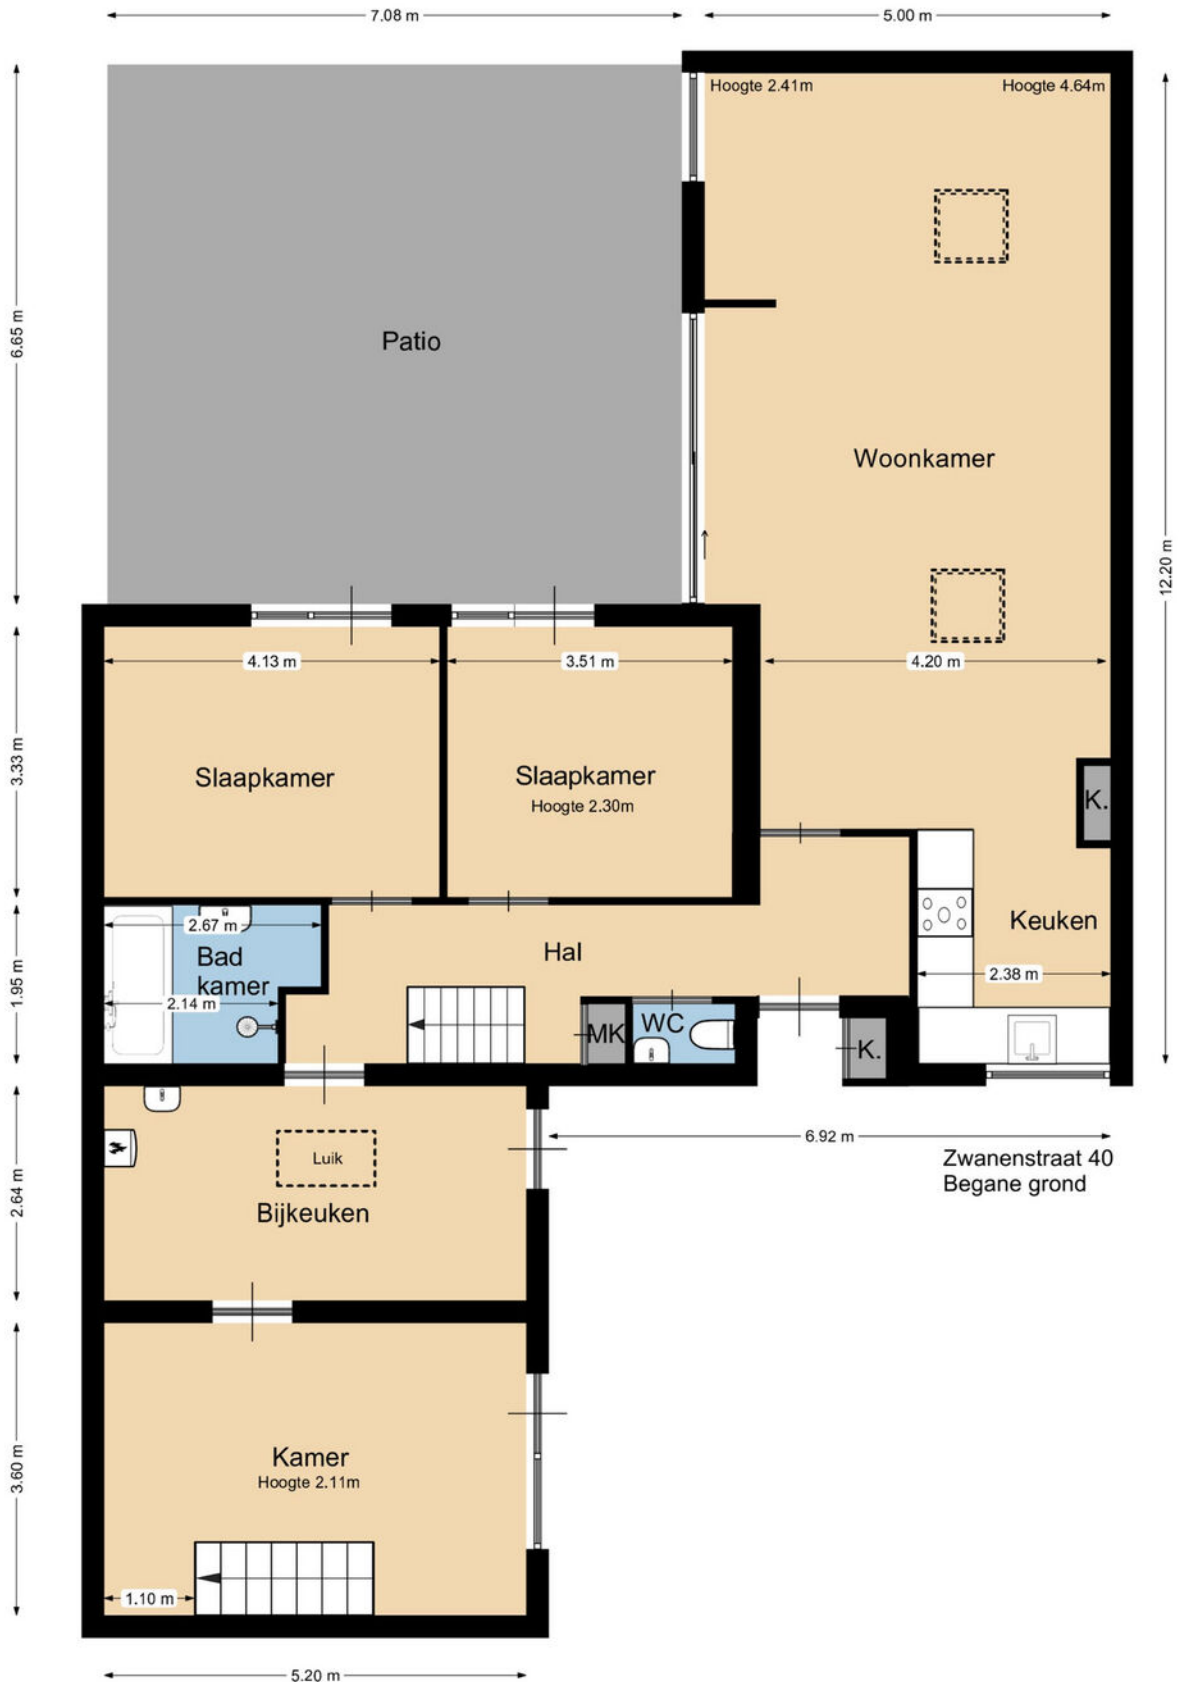 7.08 m
5.00 m
Hoogte 2.41m
Hoogte 4.64m
6.65 m
Patio
Woonkamer
12.20 m
4.13 m
3.51 m
4.20 m
3.33 m
Slaapkamer
Slaapkamer
Hoogte 2.30m
K.
2.67 m
Keuken
Bad
kamer
Hal
1.95 m
2.38 m
2.14 m
MK
WC
K.
6.92 m
Luik
Zwanenstraat 40
Begane grond
2.64 m
Bijkeuken
Kamer
Hoogte 2.11m
3.60 m
1.10 m
5.20 m